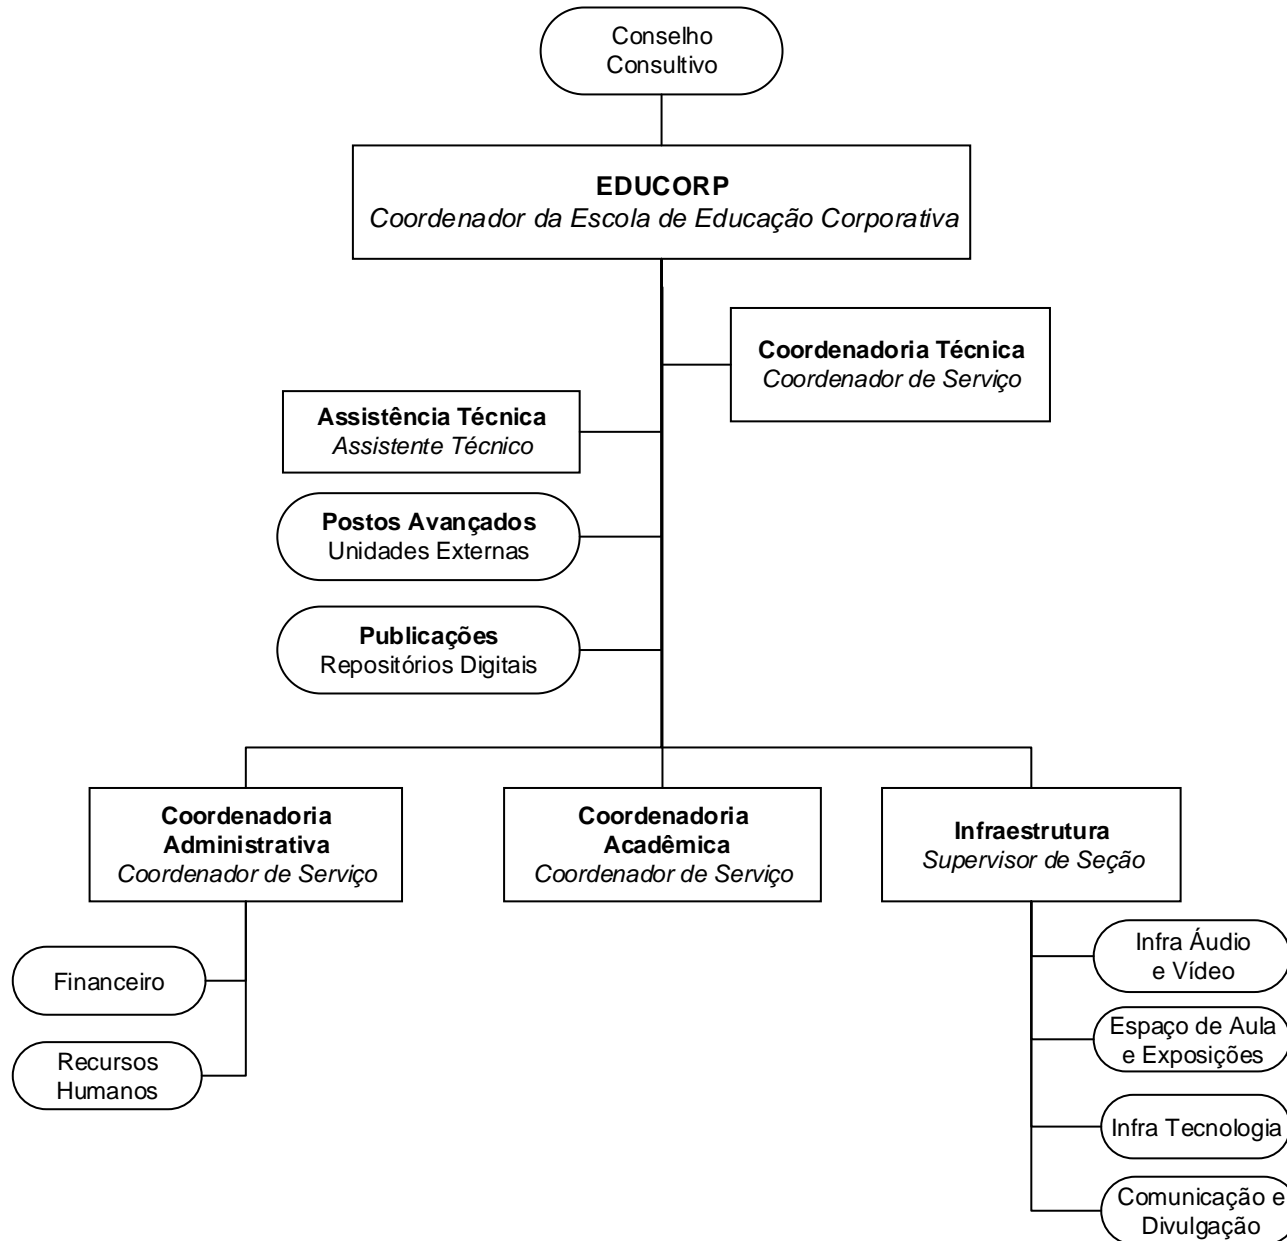 Conselho
Consultivo
EDUCORP
Coordenador da Escola de Educação Corporativa
Coordenadoria Técnica
Coordenador de Serviço
Assistência Técnica
Assistente Técnico
Postos Avançados
Unidades Externas
Publicações
Repositórios Digitais
Coordenadoria
Administrativa
Coordenador de Serviço
Coordenadoria
Acadêmica
Coordenador de Serviço
Infraestrutura
Supervisor de Seção
Financeiro
Recursos
Humanos
Infra Áudio
e Vídeo
Espaço de Aula
e Exposições
Infra Tecnologia
Comunicação e
Divulgação